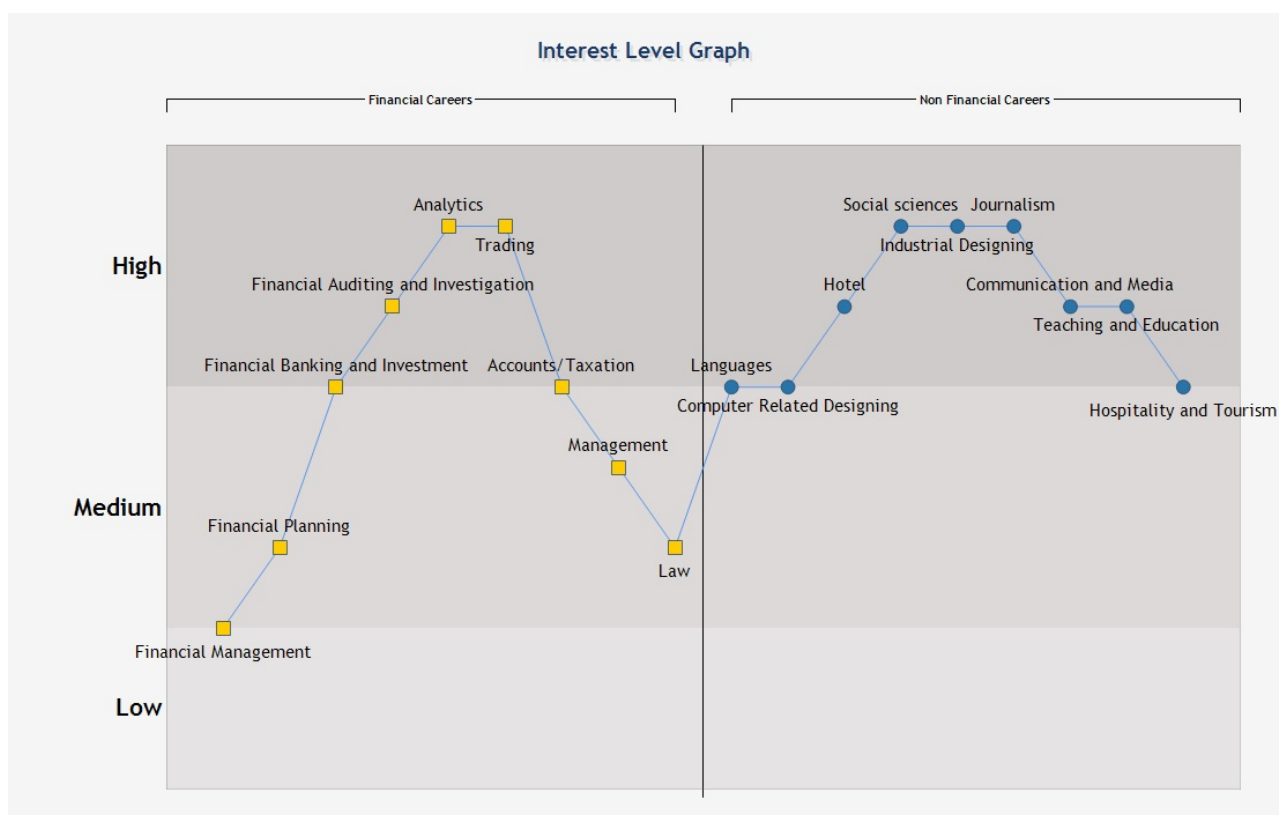 Interest Level Graph
Financial Careers
Non Financial Careers
Analytics
Social sciences
Journalism
Trading
Industrial Designing
High
Financial Auditing and Investigation
Hotel
Communication and Media
Teaching and Education
Financial Banking and Investment
Accounts/Taxation
Languages
Computer Related Designing
Hospitality and Tourism
Management
Medium
Financial Planning
Law
Financial Management
Low